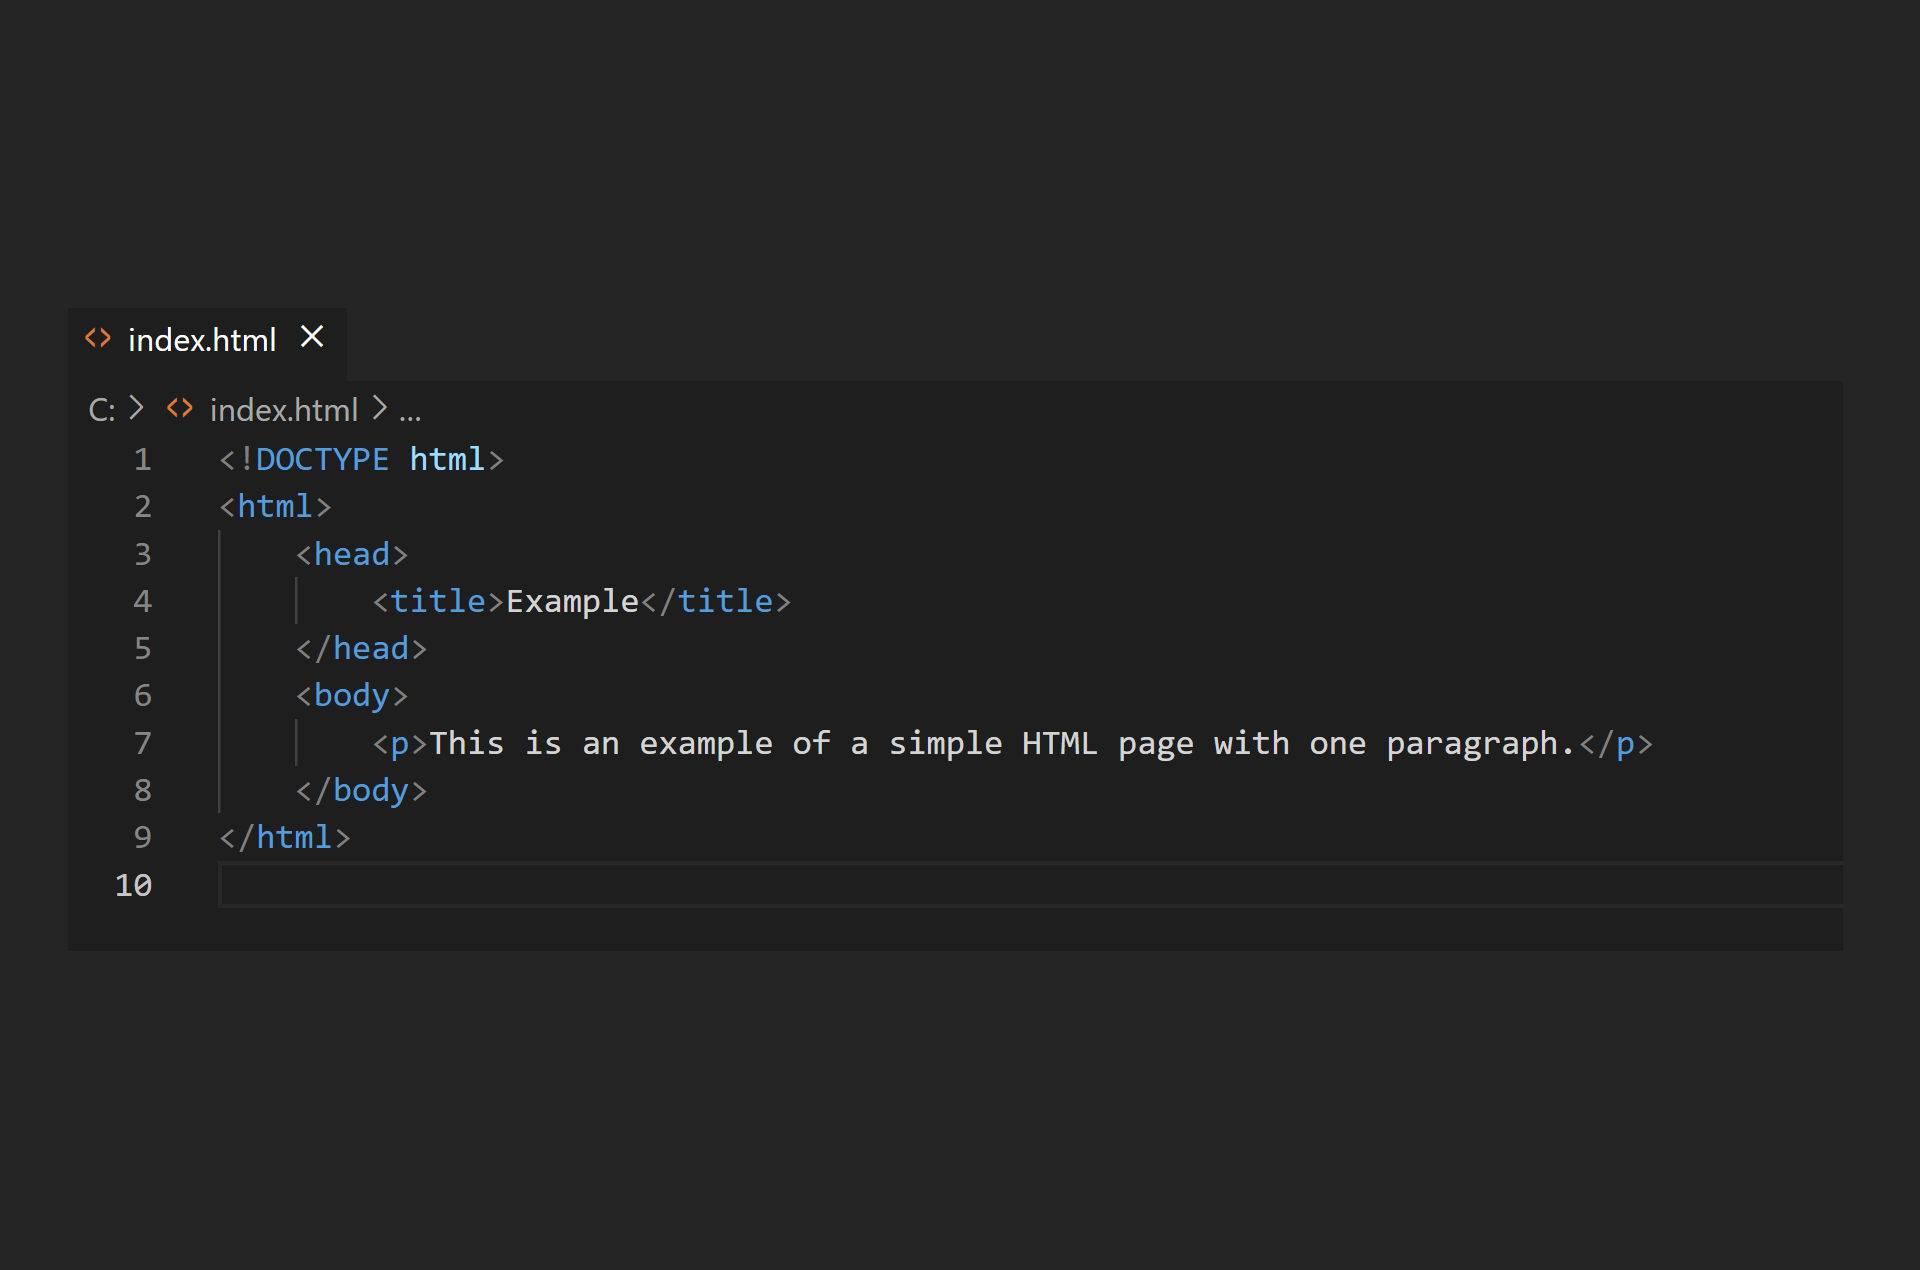 index.html
C: > index.html > ...
1 <!DOCTYPE html>
2 <html>
3     <head>
4         <title>Example</title>
5     </head>
6     <body>
7         <p>This is an example of a simple HTML page with one paragraph.</p>
8     </body>
9 </html>
10